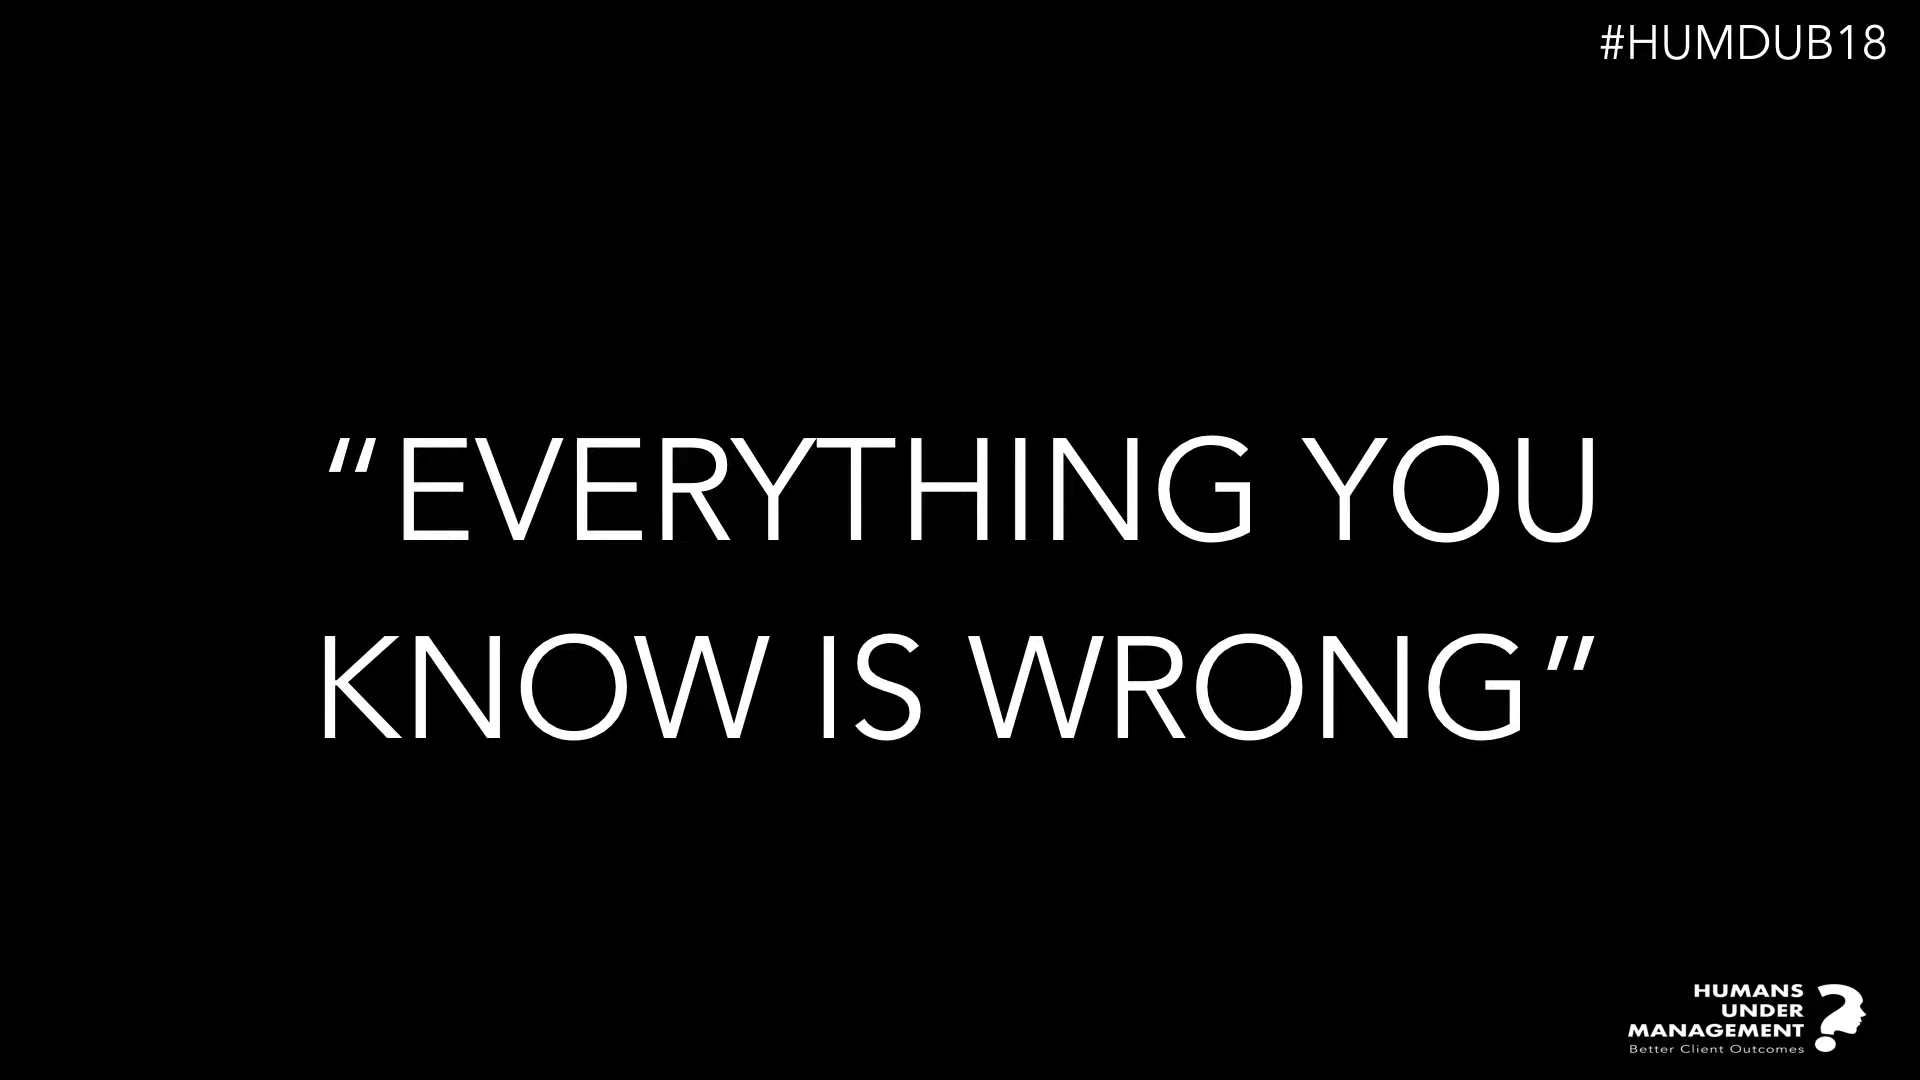 #HUMDUB18
“EVERYTHING YOU
KNOW IS WRONG”
HUMANS
UNDER
MANAGEMENT
Better Client Outcomes